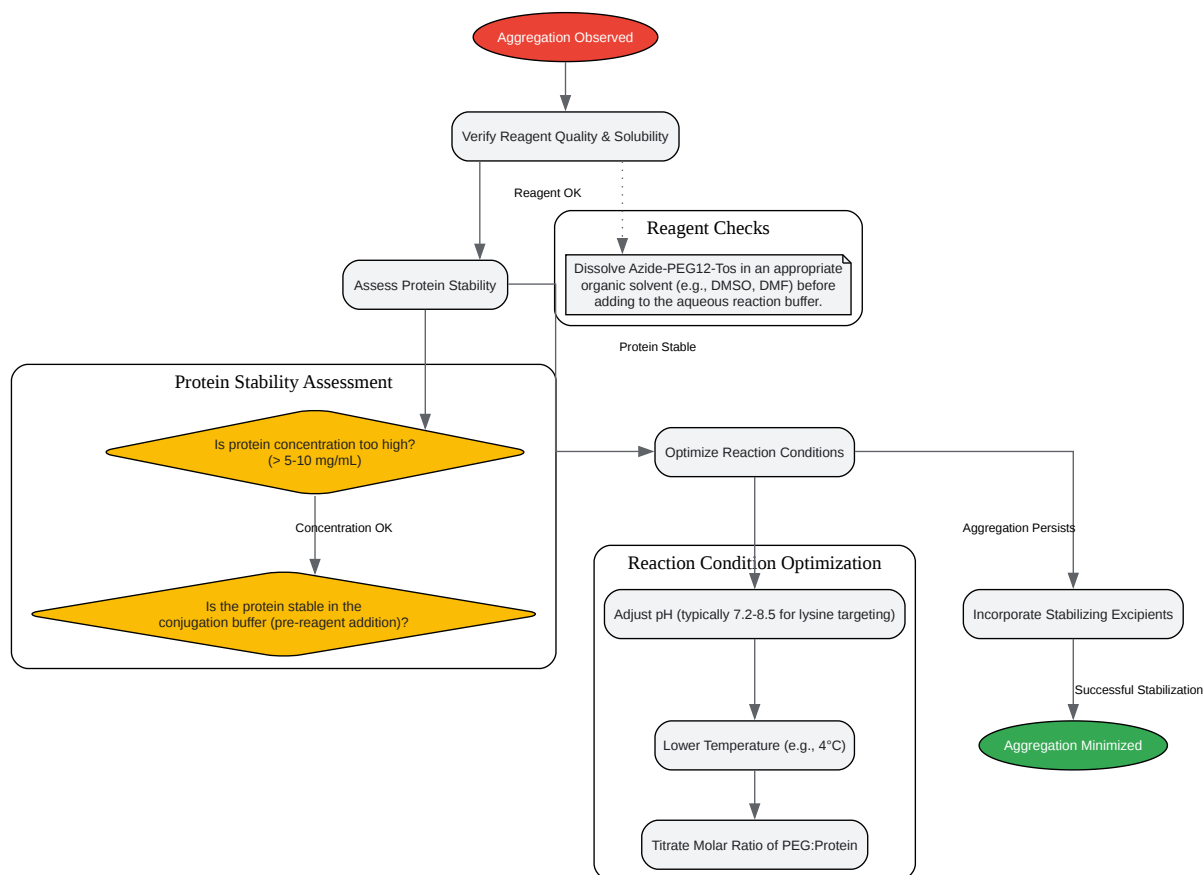 Aggregation Observed
Verify Reagent Quality & Solubility
Reagent OK
Reagent Checks
Dissolve Azide-PEG12-Tos in an appropriate
organic solvent (e.g., DMSO, DMF) before
adding to the aqueous reaction buffer.
Assess Protein Stability
Protein Stable
Protein Stability Assessment
Is protein concentration too high?
(> 5-10 mg/mL)
Concentration OK
Is the protein stable in the
conjugation buffer (pre-reagent addition)?
Optimize Reaction Conditions
Aggregation Persists
Reaction Condition Optimization
Adjust pH (typically 7.2-8.5 for lysine targeting)
Incorporate Stabilizing Excipients
Successful Stabilization
Lower Temperature (e.g., 4°C)
Aggregation Minimized
Titrate Molar Ratio of PEG:Protein